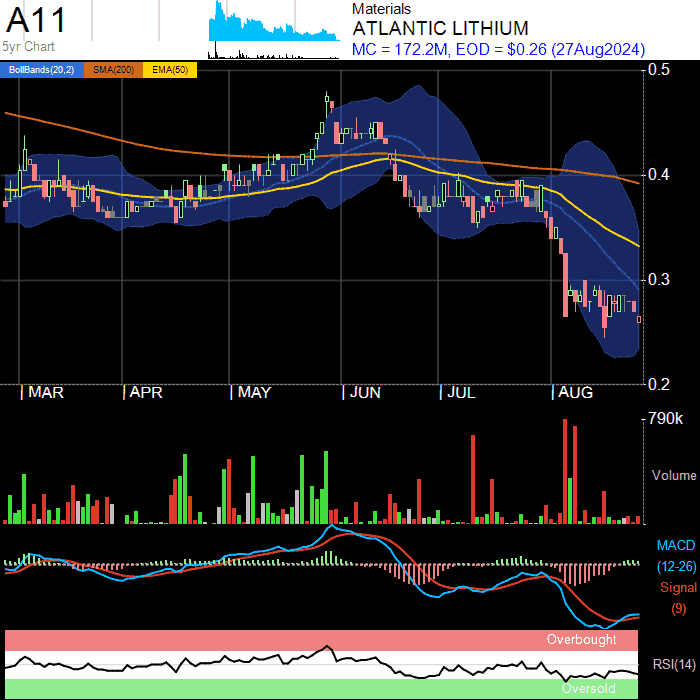 A11
5yr Chart
Materials
ATLANTIC LITHIUM
MC = 172.2M, EOD = $0.26 (27Aug2024)
BollBands(20,2) SMA(200) EMA(50)
0.5
0.4
0.3
0.2
MAR APR MAY JUN JUL AUG
790k
Volume
MACD
(12-26)
Signal
(9)
Overbought
RSI(14)
Oversold